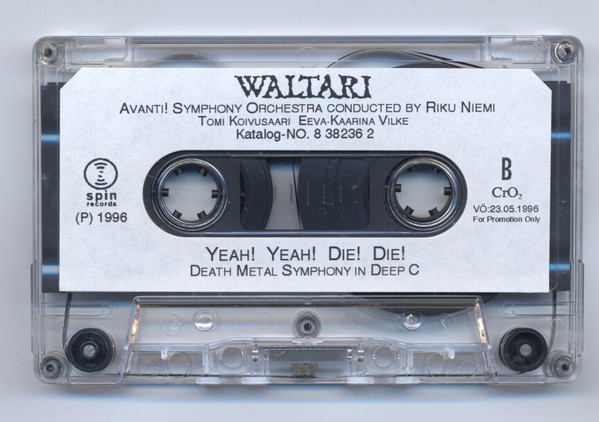 WALTARI
AVANTI! SYMPHONY ORCHESTRA CONDUCTED BY RIKU NIEMI
TOMI KOIVUSAARI EEVA-KAARINA VILKE
KATALOG-NO. 8 38236 2
spin
records
(P) 1996
B
CrO₂
VÖ:23.05.1996
For Promotion Only
YEAH! YEAH! DIE! DIE!
DEATH METAL SYMPHONY IN DEEP C